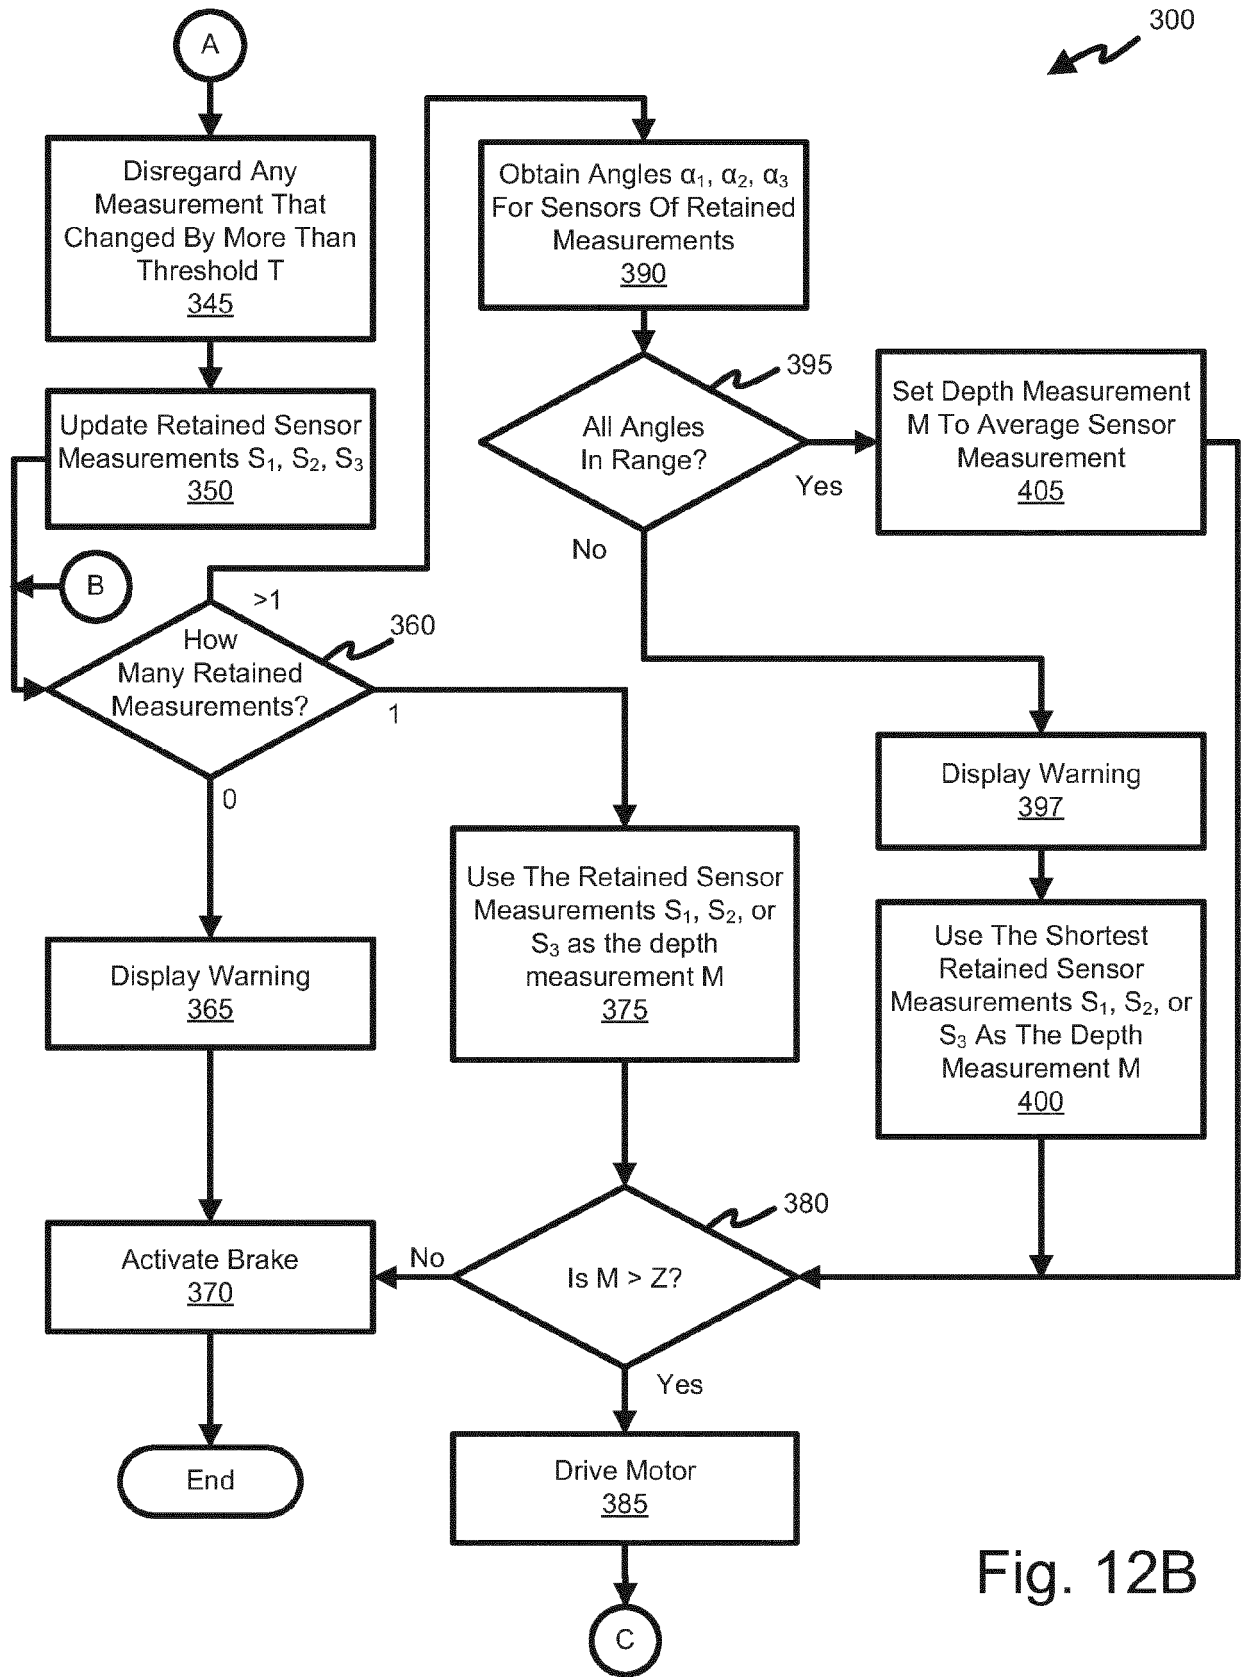 A
300
Disregard Any
Measurement That
Changed By More Than
Threshold T
345
Update Retained Sensor
Measurements S₁, S₂, S₃
350
B
>1
How
Many Retained
Measurements?
360
1
0
Display Warning
365
Activate Brake
370
End
Obtain Angles α₁, α₂, α₃
For Sensors Of Retained
Measurements
390
395
All Angles
In Range?
Yes
No
Set Depth Measurement
M To Average Sensor
Measurement
405
Display Warning
397
Use The Shortest
Retained Sensor
Measurements S₁, S₂, or
S₃ As The Depth
Measurement M
400
Use The Retained Sensor
Measurements S₁, S₂, or
S₃ as the depth
measurement M
375
380
Is M > Z?
No
Yes
Drive Motor
385
C
Fig. 12B